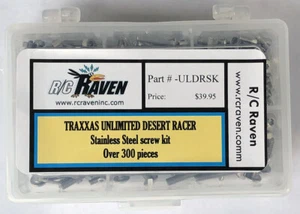 R/C RAVEN
www.rcraveninc.com
Part # -ULDRSK
Price: $39.95
TRAXXAS UNLIMITED DESERT RACER
Stainless Steel screw kit
Over 300 pieces
R/C Raven
www.rcraven.comm